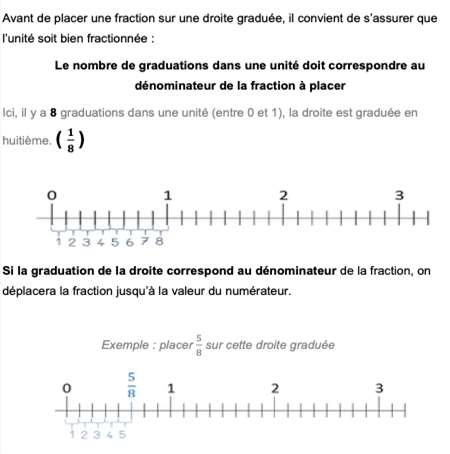 Avant de placer une fraction sur une droite graduée, il convient de s'assurer que
l'unité soit bien fractionnée :
Le nombre de graduations dans une unité doit correspondre au
dénominateur de la fraction à placer
Ici, il y a 8 graduations dans une unité (entre 0 et 1), la droite est graduée en
huitième. (1/8)
0 1 2 3
1 2 3 4 5 6 7 8
Si la graduation de la droite correspond au dénominateur de la fraction, on
déplacera la fraction jusqu'à la valeur du numérateur.
Exemple : placer 5/8 sur cette droite graduée
0 5/8 1 2 3
1 2 3 4 5